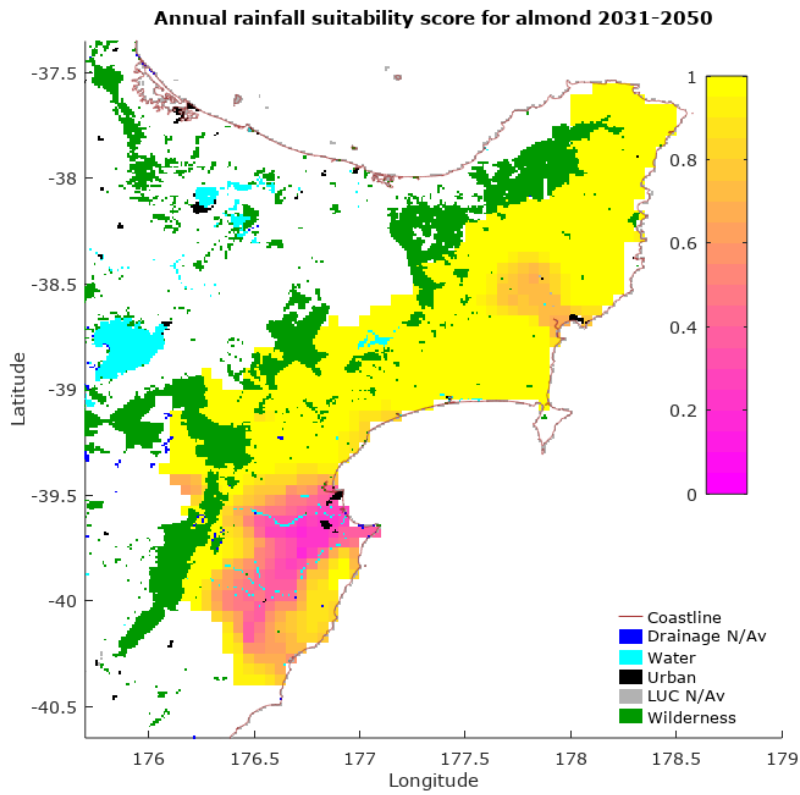 Annual rainfall suitability score for almond 2031-2050
-37.5
-38
-38.5
-39
-39.5
-40
-40.5
Latitude
176
176.5
177
177.5
178
178.5
179
Longitude
1
0.8
0.6
0.4
0.2
0
Coastline
Drainage N/Av
Water
Urban
LUC N/Av
Wilderness